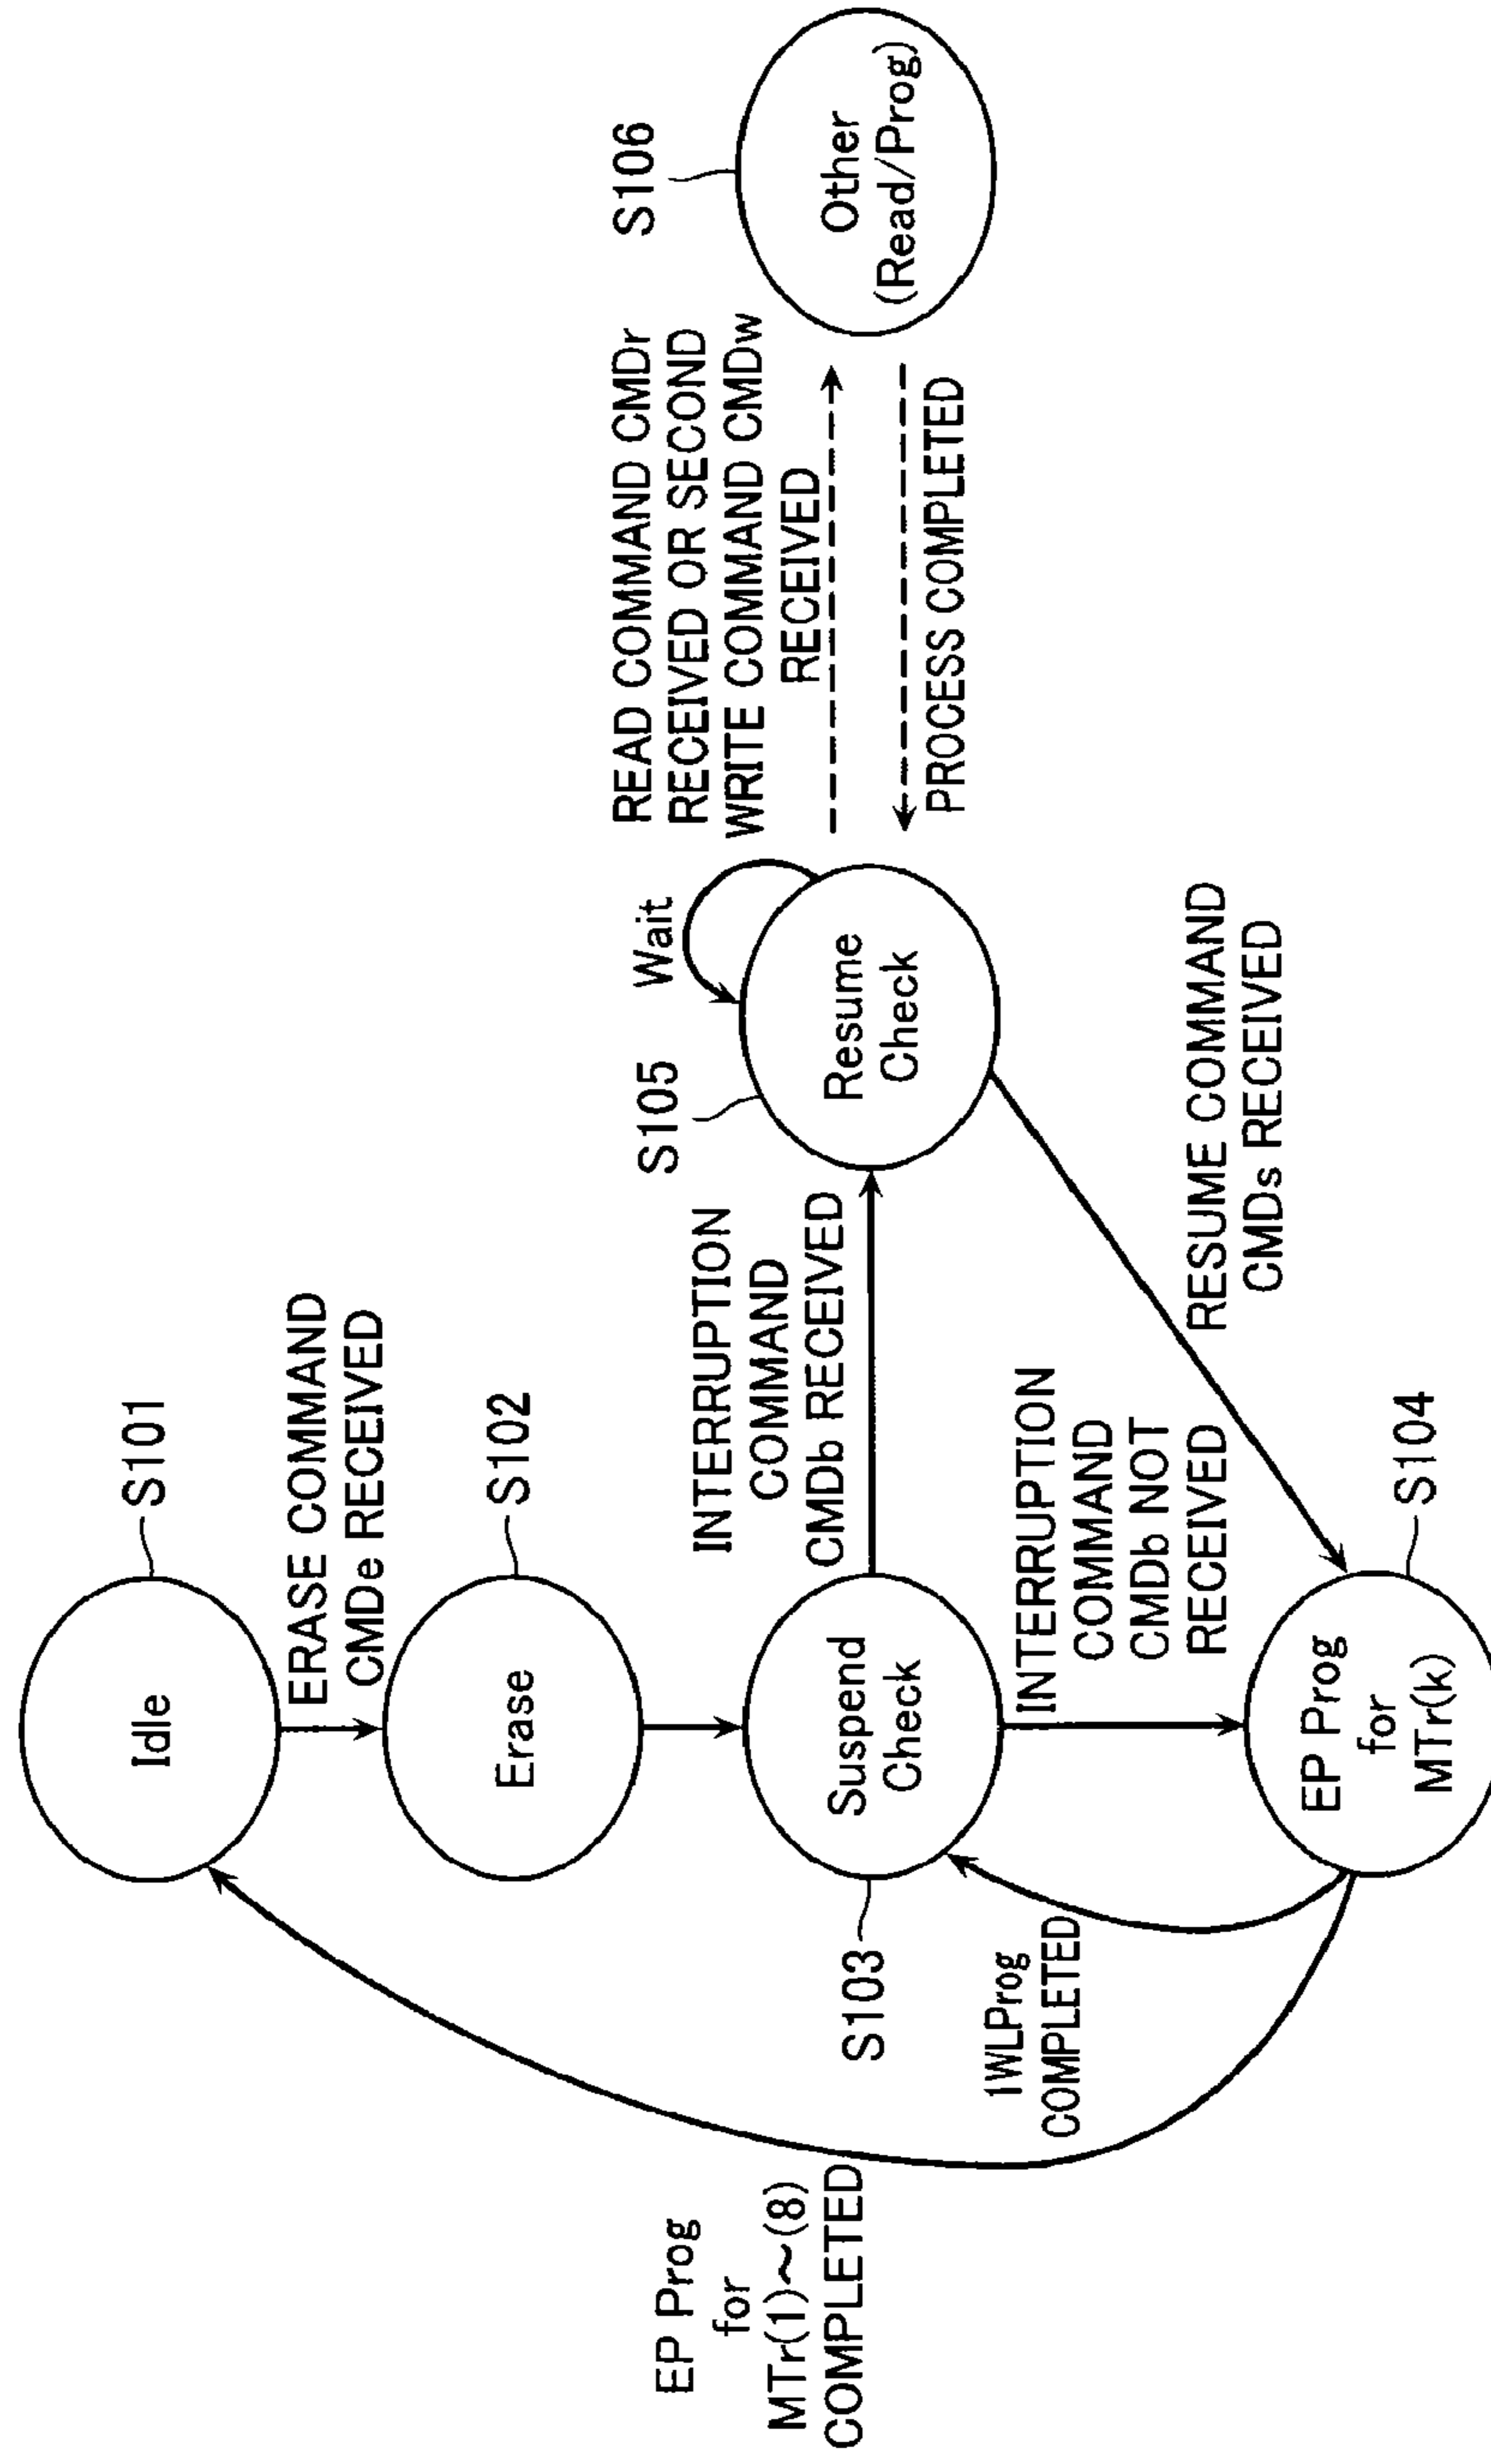 S101
Idle
ERASE COMMAND
CMDe RECEIVED
S102
Erase
INTERRUPTION
COMMAND
CMDb RECEIVED
S103
Suspend
Check
INTERRUPTION
COMMAND
CMDb NOT
RECEIVED
S104
EP Prog
for
MTr(k)
1WLProg
COMPLETED
EP Prog
for
MTr(1)~(8)
COMPLETED
S105
Wait
Resume
Check
RESUME COMMAND
CMDs RECEIVED
READ COMMAND CMDr
RECEIVED OR SECOND
WRITE COMMAND CMDw
RECEIVED
PROCESS COMPLETED
S106
Other
(Read/Prog)